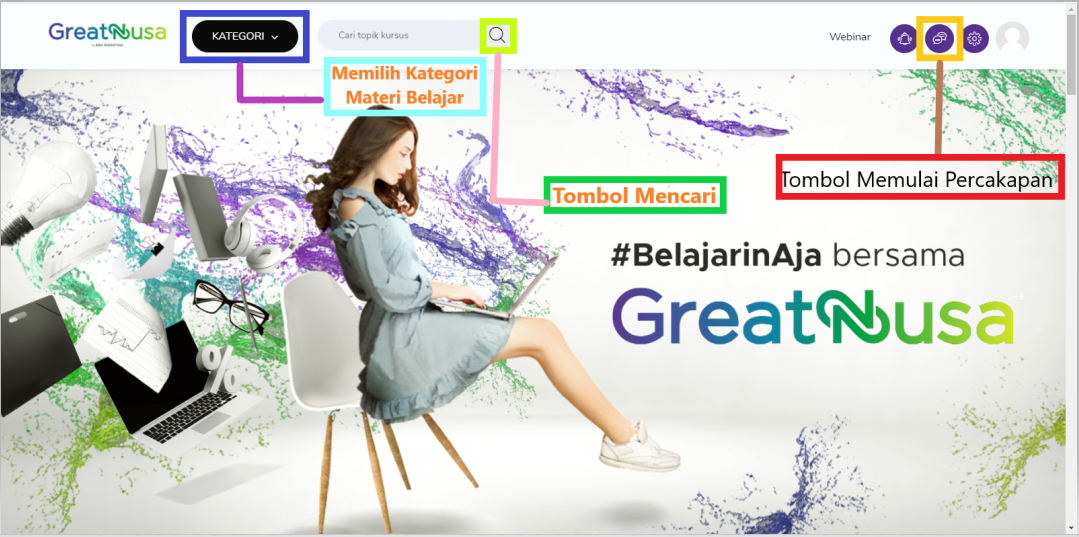 GreatNusa
KATEGORI
Cari topik kursus
Webinar
Memilih Kategori
Materi Belajar
Tombol Mencari
Tombol Memulai Percakapan
#BelajarinAja bersama
GreatNusa
%